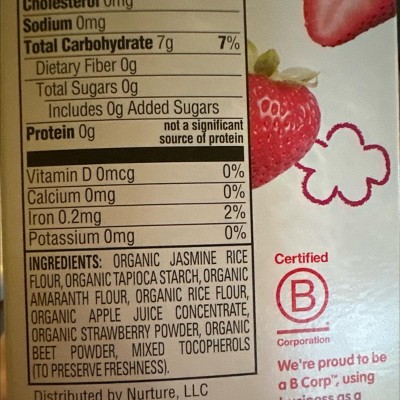 Cholesterol 0mg
Sodium 0mg
Total Carbohydrate 7g 7%
Dietary Fiber 0g
Total Sugars 0g
Includes 0g Added Sugars
Protein 0g not a significant
source of protein
Vitamin D 0mcg 0%
Calcium 0mg 0%
Iron 0.2mg 2%
Potassium 0mg 0%
INGREDIENTS: ORGANIC JASMINE RICE
FLOUR, ORGANIC TAPIOCA STARCH, ORGANIC
AMARANTH FLOUR, ORGANIC RICE FLOUR,
ORGANIC APPLE JUICE CONCENTRATE,
ORGANIC STRAWBERRY POWDER, ORGANIC
BEET POWDER, MIXED TOCOPHEROLS
(TO PRESERVE FRESHNESS).
Distributed by Nurture, LLC
Certified
B
Corporation
We're proud to be
a B Corp™, using
business as a